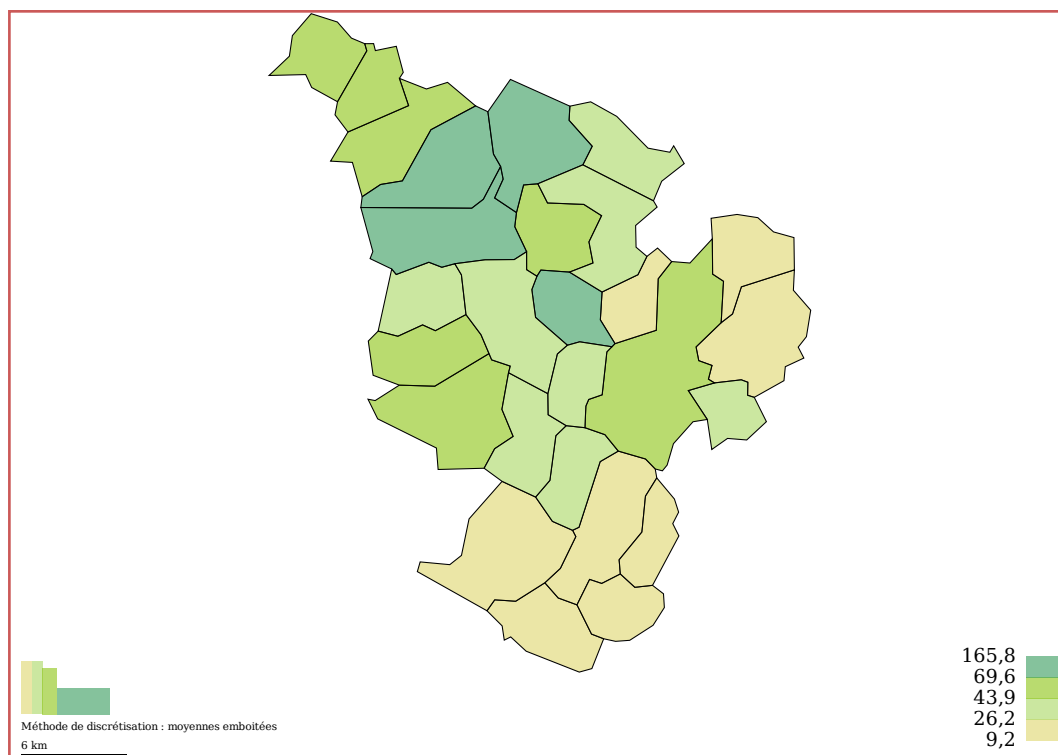 165,8
69,6
43,9
26,2
9,2
Méthode de discrétisation : moyennes emboitées
6 km